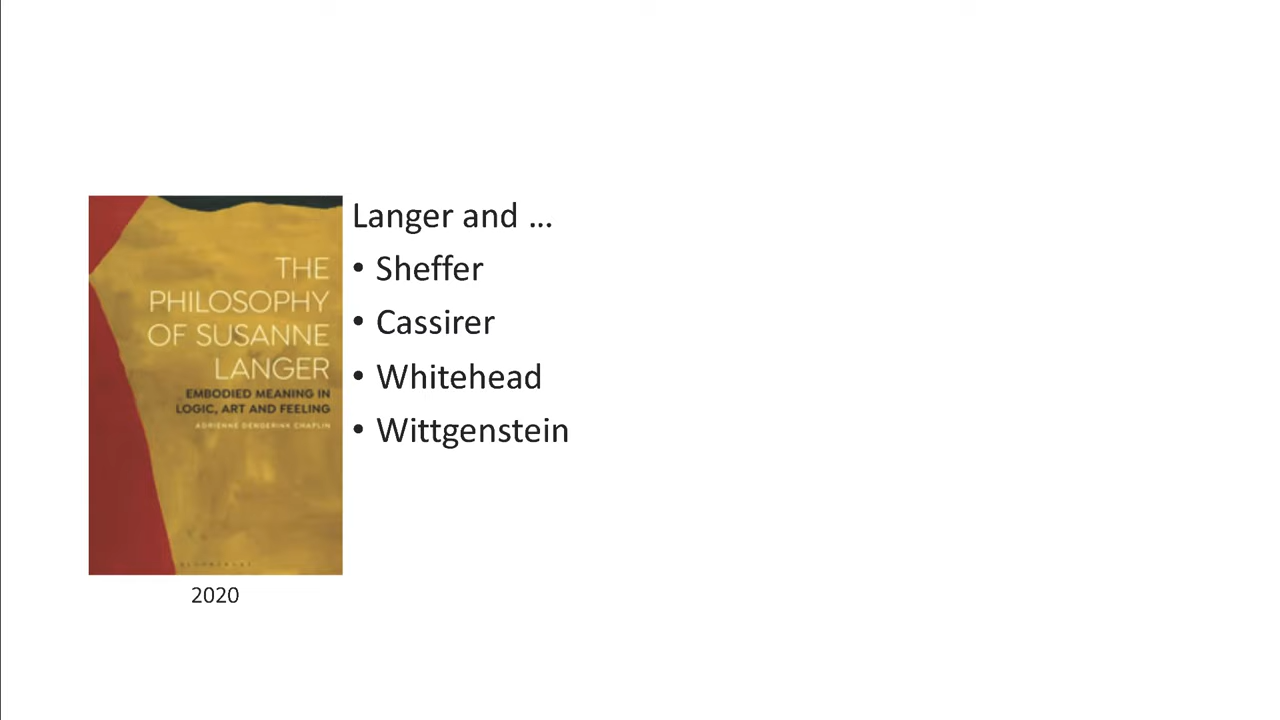 THE
PHILOSOPHY
OF SUSANNE
LANGER
EMBODIED MEANING IN
LOGIC, ART AND FEELING
ADRIENNE DENGERINK CHAPLIN
BLOOMSBURY
2020
Langer and ...
• Sheffer
• Cassirer
• Whitehead
• Wittgenstein